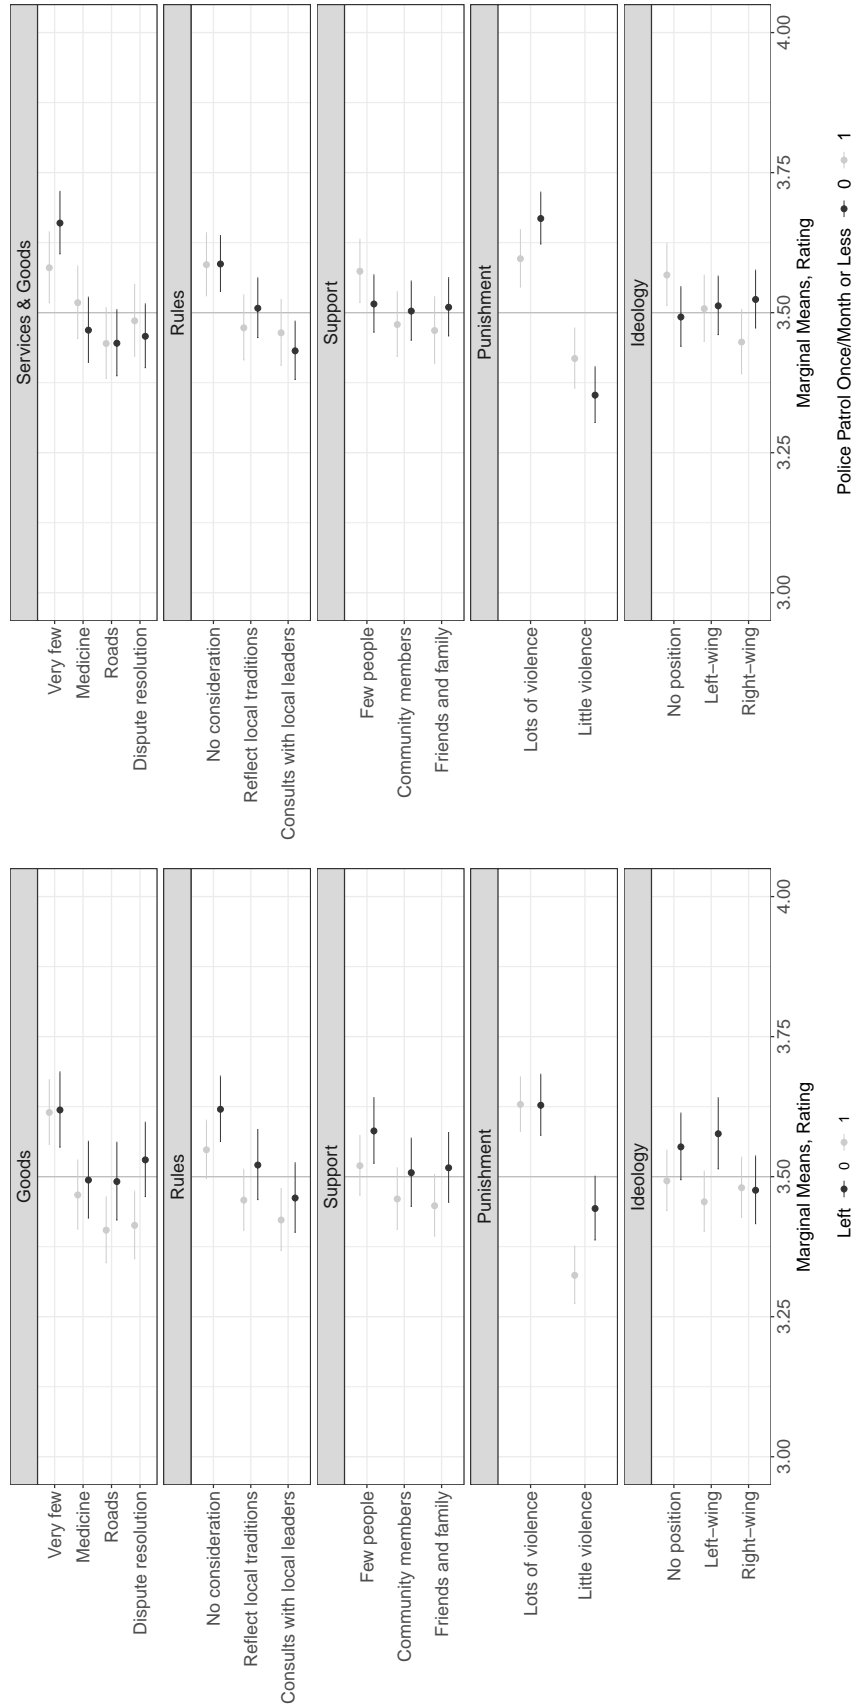 Goods
Very few
Medicine
Roads
Dispute resolution
Rules
No consideration
Reflect local traditions
Consults with local leaders
Support
Few people
Community members
Friends and family
Punishment
Lots of violence
Little violence
Ideology
No position
Left−wing
Right−wing
3.00 3.25 3.50 3.75 4.00
Marginal Means, Rating
Left 0 1
Services & Goods
Very few
Medicine
Roads
Dispute resolution
Rules
No consideration
Reflect local traditions
Consults with local leaders
Support
Few people
Community members
Friends and family
Punishment
Lots of violence
Little violence
Ideology
No position
Left−wing
Right−wing
3.00 3.25 3.50 3.75 4.00
Marginal Means, Rating
Police Patrol Once/Month or Less 0 1